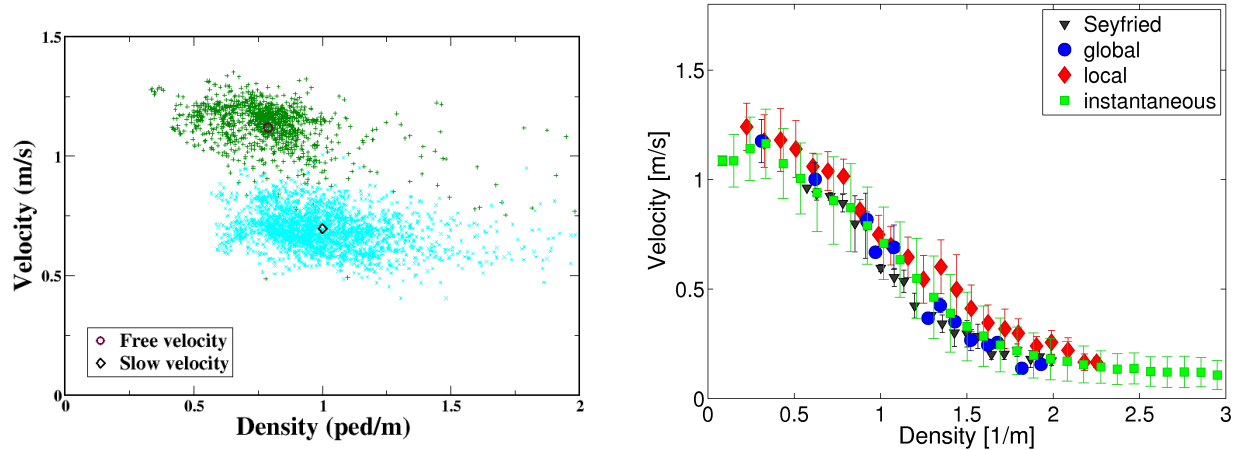 1.5
1
0.5
0
Velocity (m/s)
Free velocity
Slow velocity
0 0.5 1 1.5 2
Density (ped/m)
Seyfried
global
local
instantaneous
1.5
1
0.5
0
Velocity [m/s]
0 0.5 1 1.5 2 2.5 3
Density [1/m]